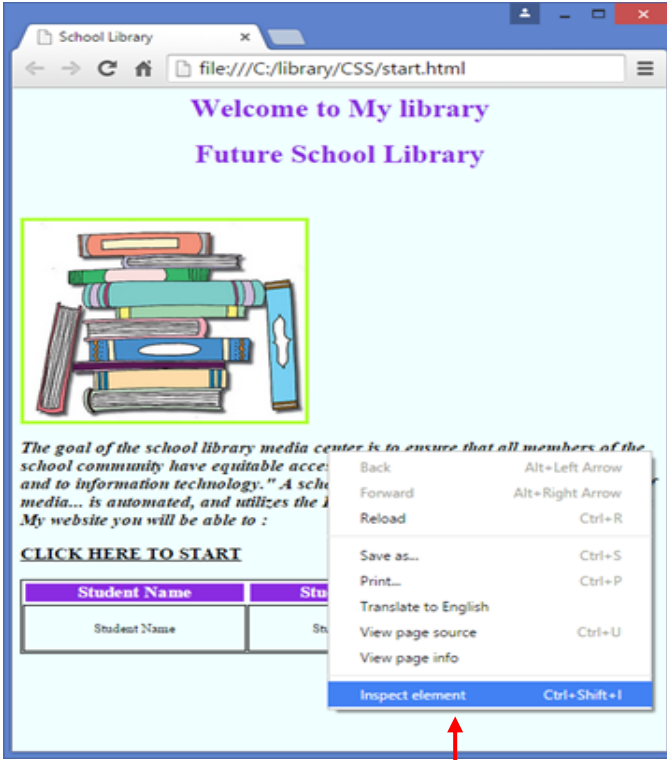 School Library
file:///C:/library/CSS/start.html
Welcome to My library
Future School Library
The goal of the school library media center is to ensure that all members of the
school community have equitable acce
and to information technology." A sch
media... is automated, and utilizes the
My website you will be able to :
CLICK HERE TO START
Student Name Stu
Student Name Stu
Back Alt+Left Arrow
Forward Alt+Right Arrow
Reload Ctrl+R
Save as... Ctrl+S
Print... Ctrl+P
Translate to English
View page source Ctrl+U
View page info
Inspect element Ctrl+Shift+I